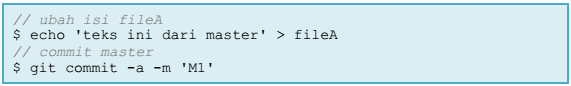 // ubah isi fileA
$ echo 'teks ini dari master' > fileA
// commit master
$ git commit -a -m 'M1'